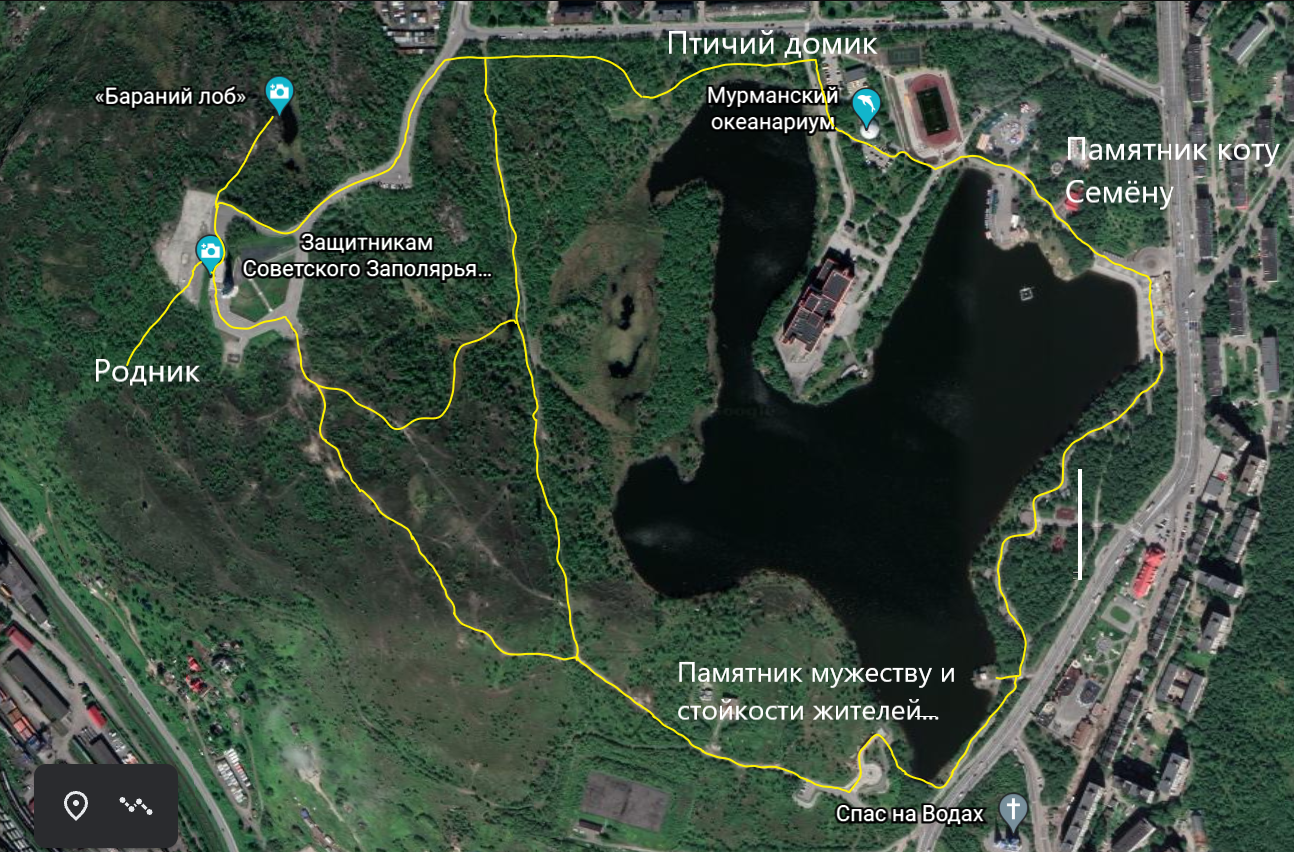 Птичий домик
«Бараний лоб»
Мурманский
океанариум
Памятник коту
Семёну
Защитникам
Советского Заполярья...
Родник
Памятник мужеству и
стойкости жителей...
Спас на Водах